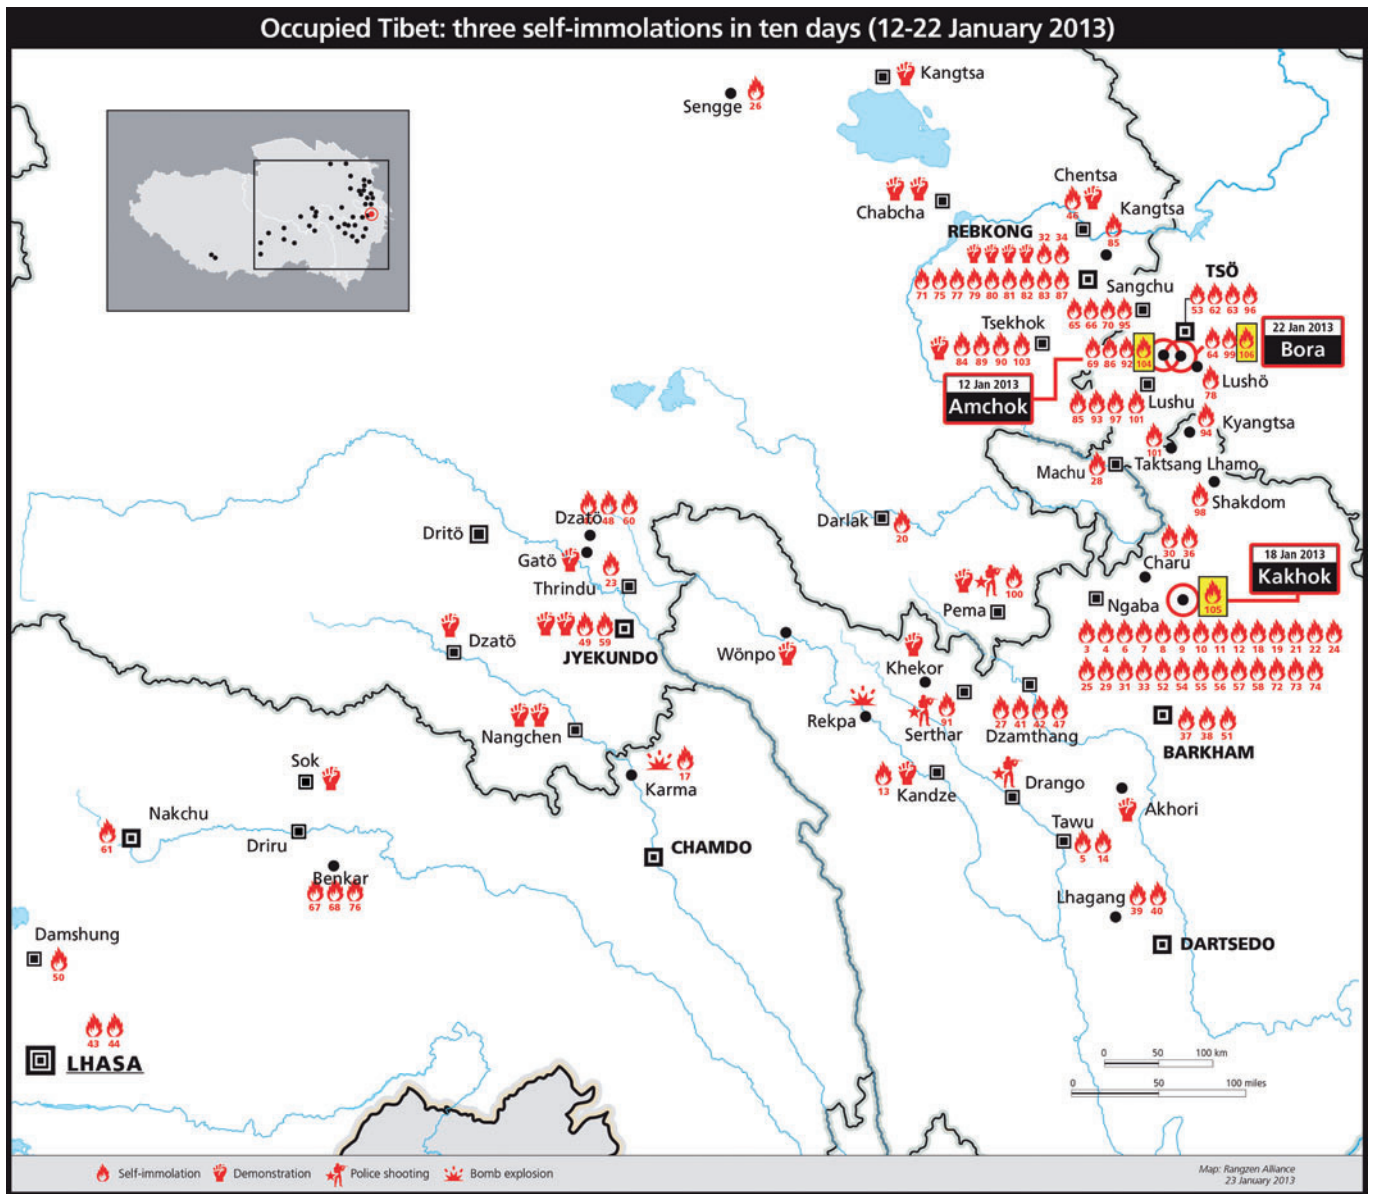 Occupied Tibet: three self-immolations in ten days (12-22 January 2013)
Kangtsa
Sengge
26
Chentsa
46
Chabcha
Kangtsa
85
REBKONG
32 34
TSÖ
71 75 77 79 80 81 82 83 87
Sangchu
53 62 63 96
65 66 70 95
Tsekhok
84 89 90 103
69 86 92 104
64 99 106
22 Jan 2013
Bora
12 Jan 2013
Amchok
Lushö
78
Lushu
85 93 97 101
94
Kyangtsa
101
Machu
28
Taktsang Lhamo
Shakdom
98
Dzatö
48 60
Dritö
Darlak
20
30 36
Charu
Gatö
23
Thrindu
18 Jan 2013
Kakhok
100
Pema
Ngaba
105
Dzatö
49 59
JYEKUNDO
3 4 6 7 8 9 10 11 12 18 19 21 22 24
Wönpo
Khekor
25 29 31 33 52 54 55 56 57 58 72 73 74
Rekpa
91
Serthar
27 41 42 47
Dzamthang
37 38 51
BARKHAM
Nangchen
Sok
17
Karma
13
Kandze
Drango
Akhori
Nakchu
61
Driru
Tawu
5 14
CHAMDO
Benkar
67 68 76
Lhagang
39 40
Damshung
50
DARTSEDO
43 44
LHASA
0 50 100 km
0 50 100 miles
Self-immolation Demonstration Police shooting Bomb explosion
Map: Rangzen Alliance
23 January 2013